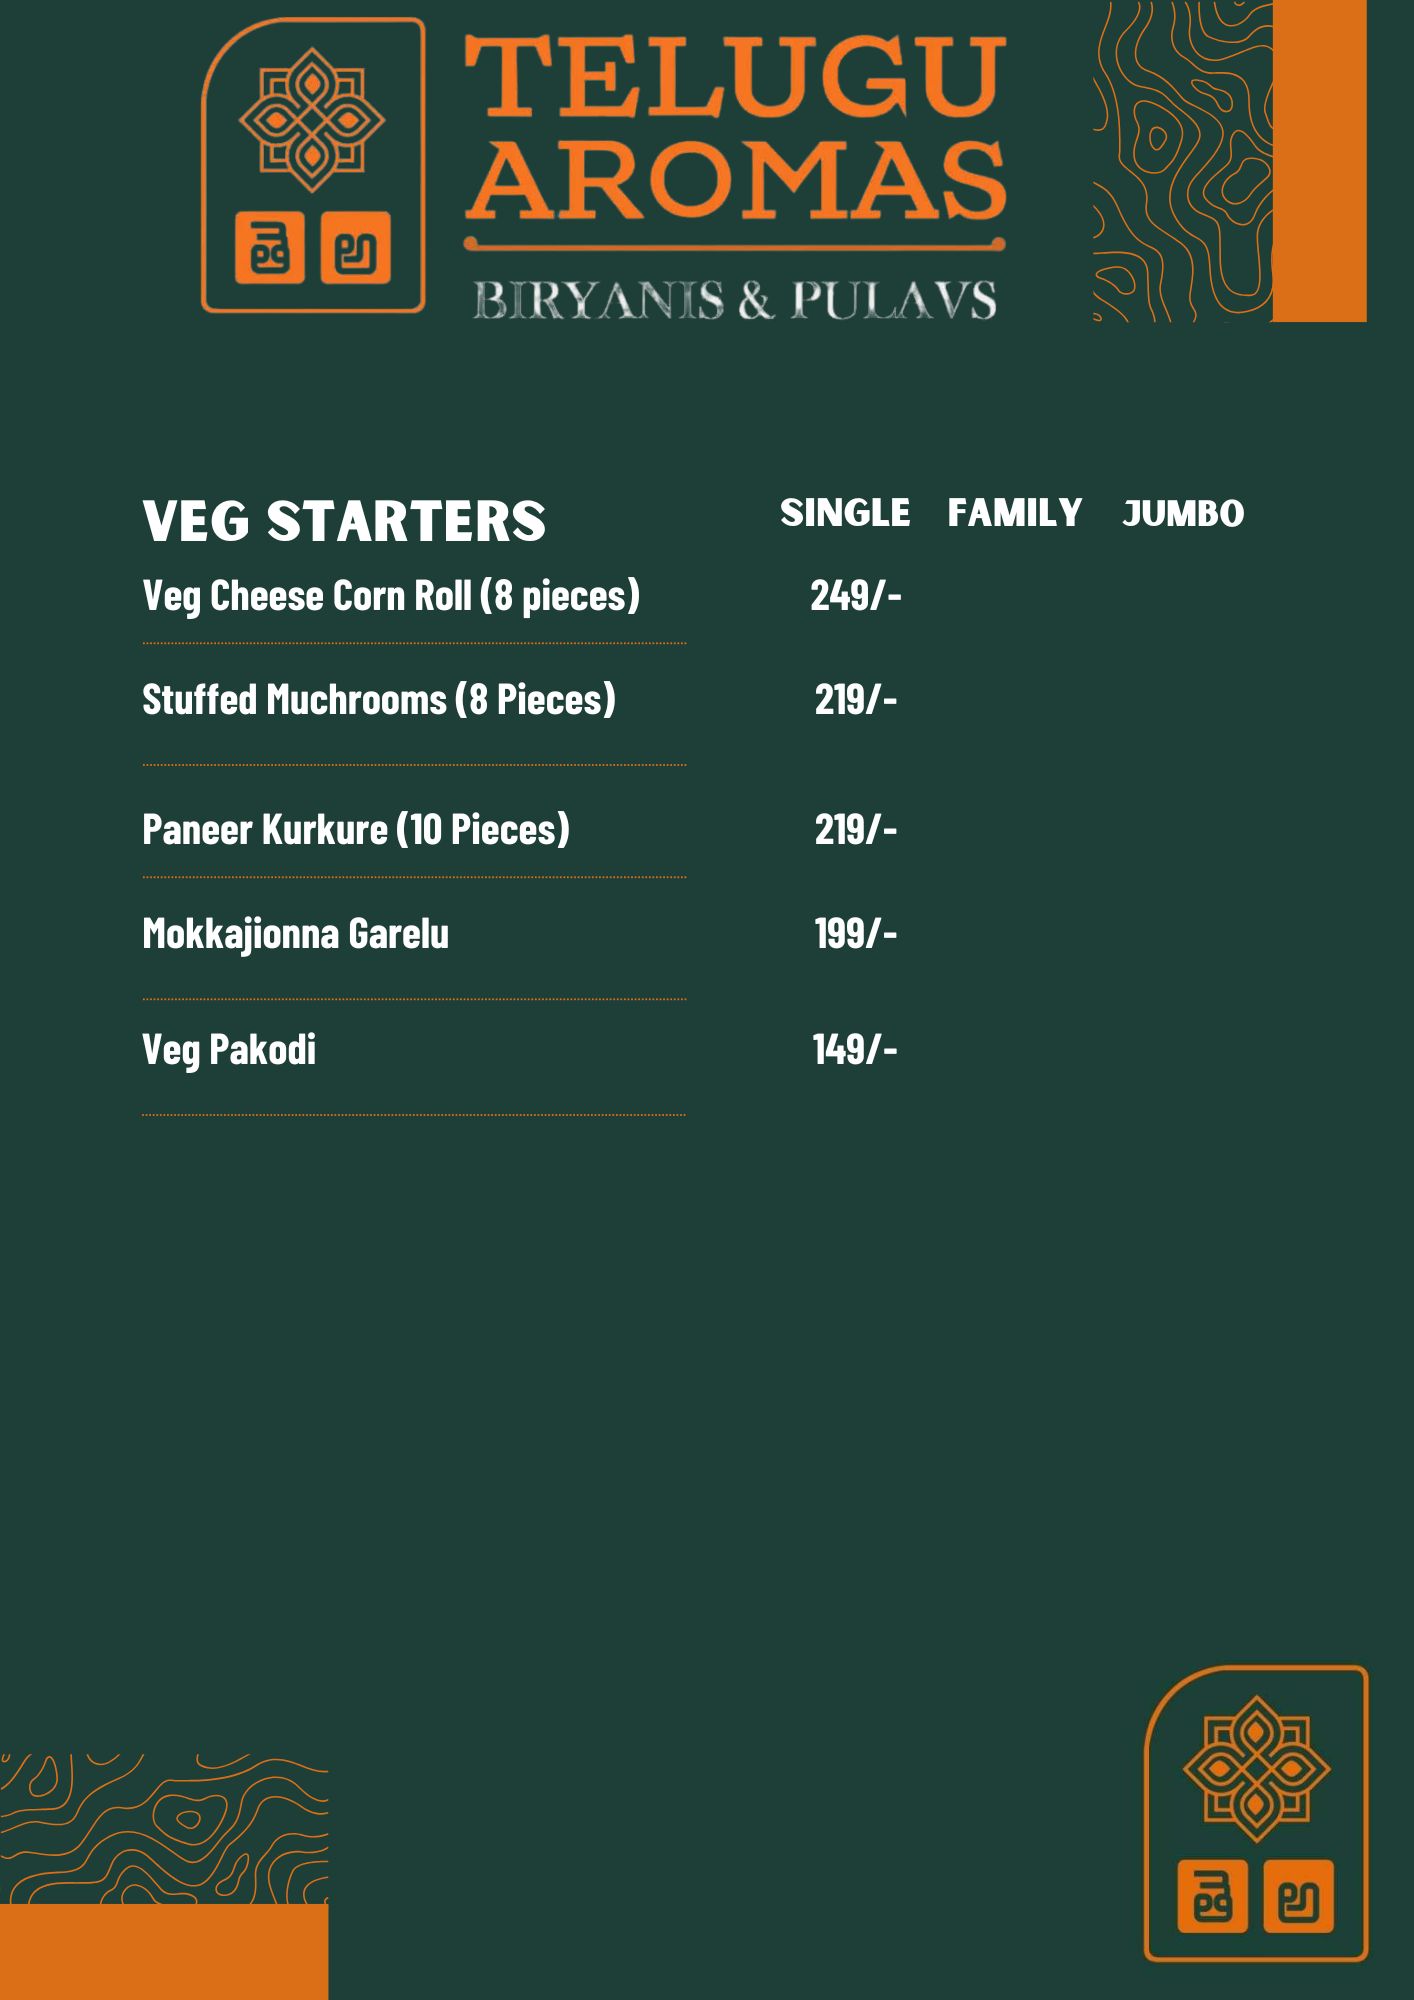 TELUGU
AROMAS
తె అ
BIRYANIS & PULAVS
VEG STARTERS SINGLE FAMILY JUMBO
Veg Cheese Corn Roll (8 pieces) 249/-
Stuffed Muchrooms (8 Pieces) 219/-
Paneer Kurkure (10 Pieces) 219/-
Mokkajionna Garelu 199/-
Veg Pakodi 149/-
తె అ